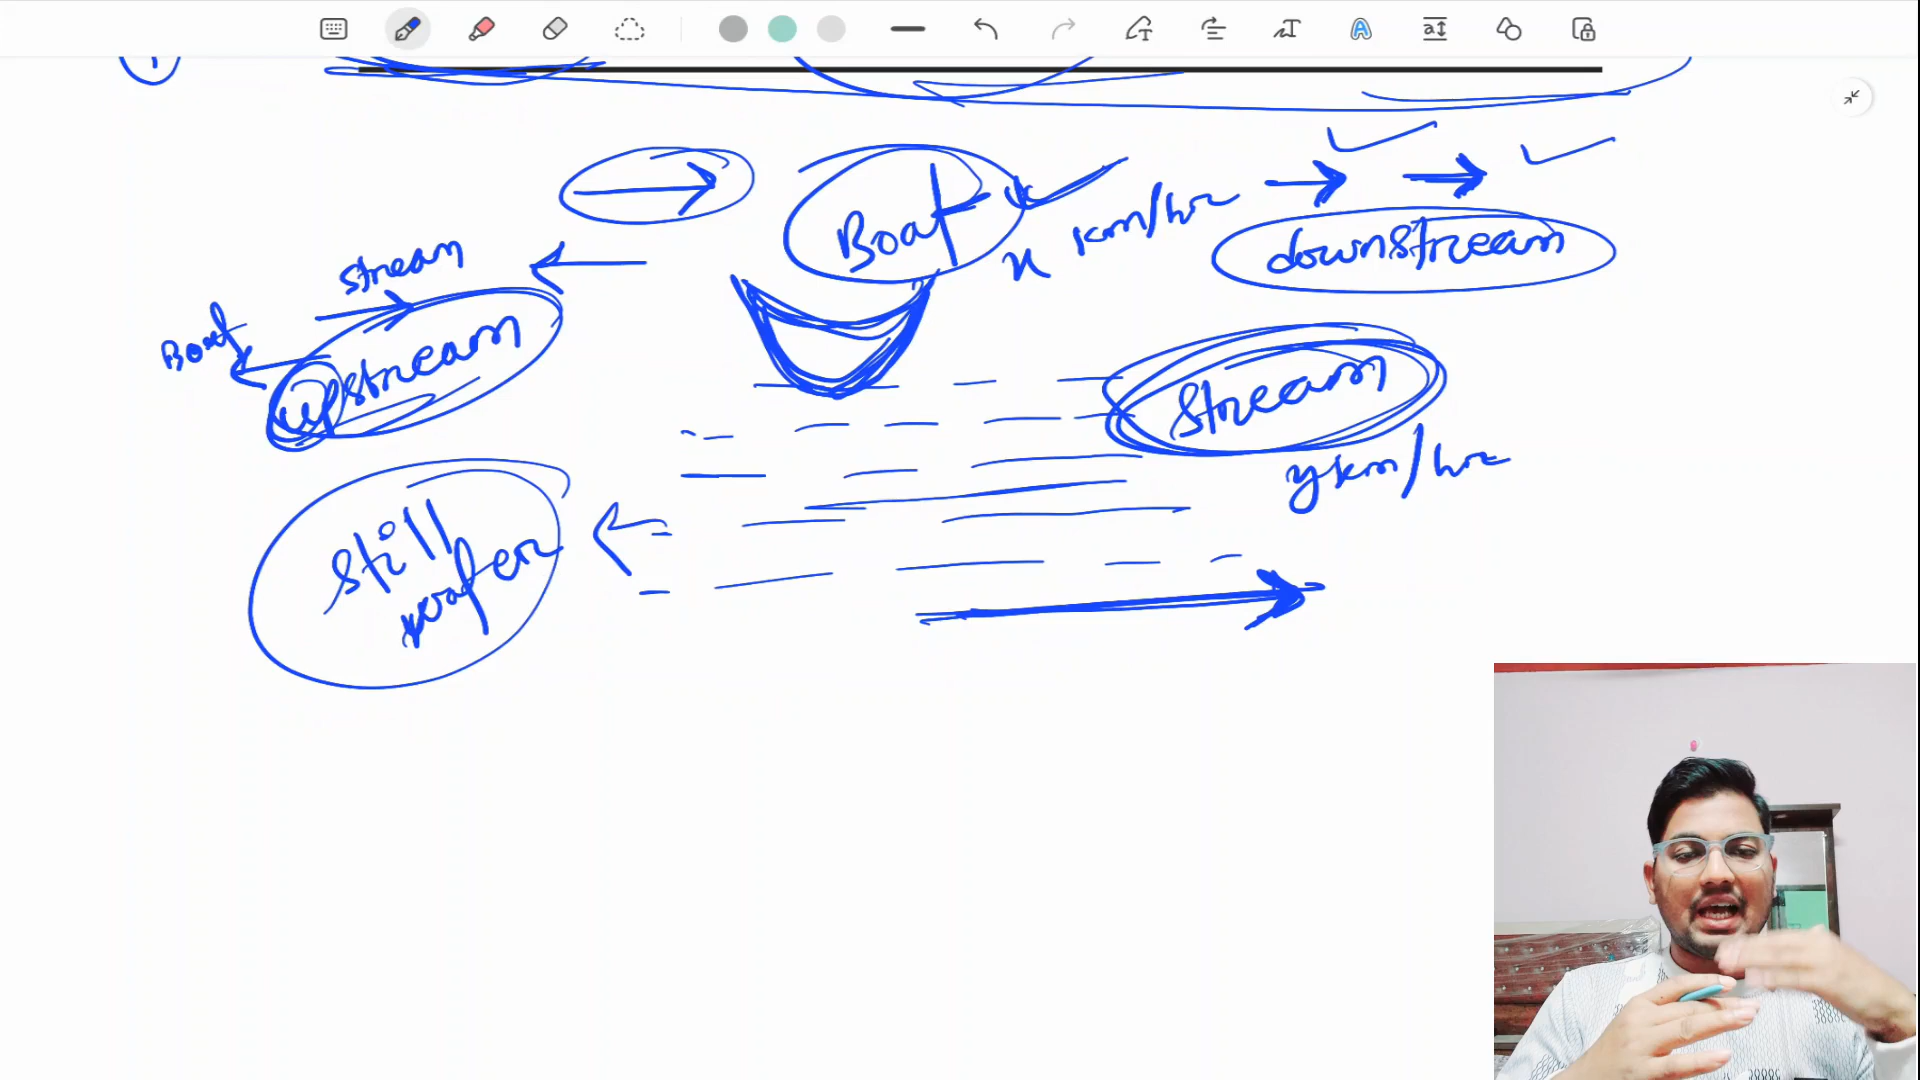 Boat
x km/hr
downstream
stream
Boat
upstream
stream
y km/hr
still
water